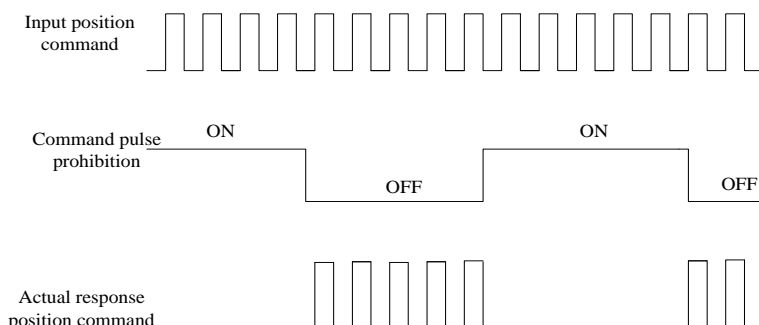 Input position
command
ON
ON
Command pulse
prohibition
OFF
OFF
Actual response
position command